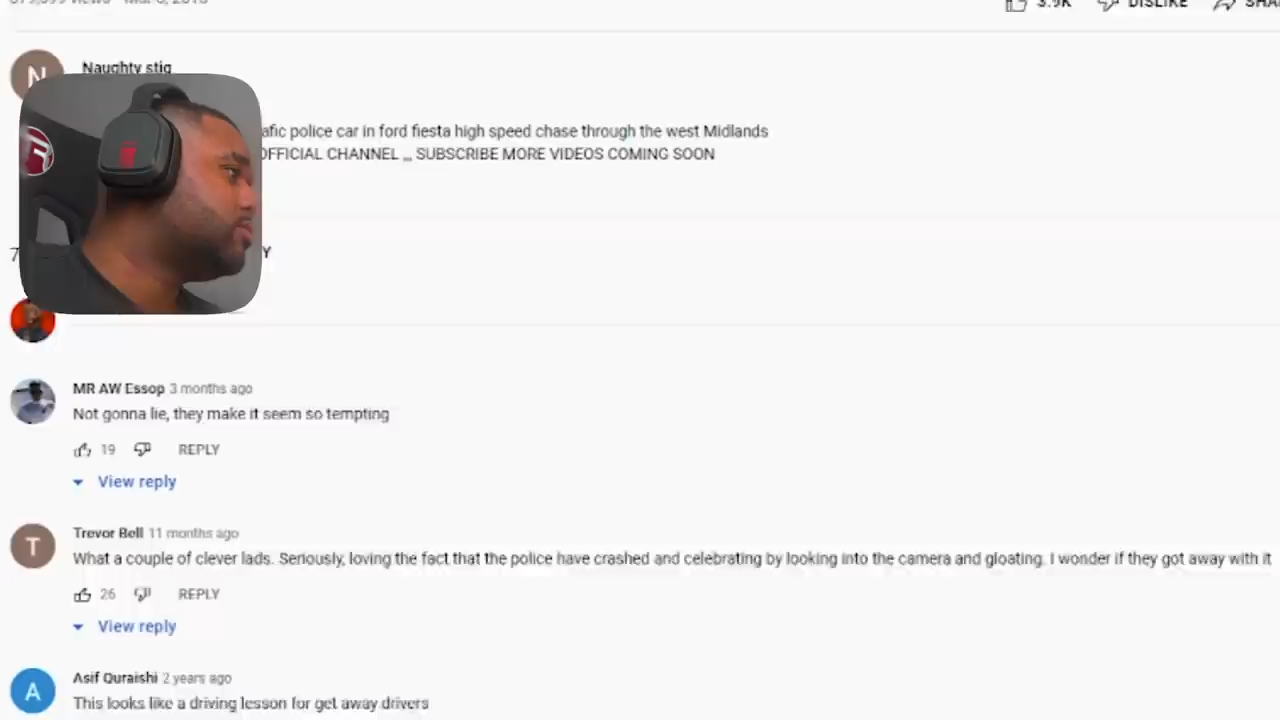 3.9K DISLIKE SHA
N
Naughty stig
afic police car in ford fiesta high speed chase through the west Midlands
OFFICIAL CHANNEL ,,, SUBSCRIBE MORE VIDEOS COMING SOON
7 Y
MR AW Essop 3 months ago
Not gonna lie, they make it seem so tempting
19 REPLY
View reply
T
Trevor Bell 11 months ago
What a couple of clever lads. Seriously, loving the fact that the police have crashed and celebrating by looking into the camera and gloating. I wonder if they got away with it
26 REPLY
View reply
A
Asif Quraishi 2 years ago
This looks like a driving lesson for get away drivers